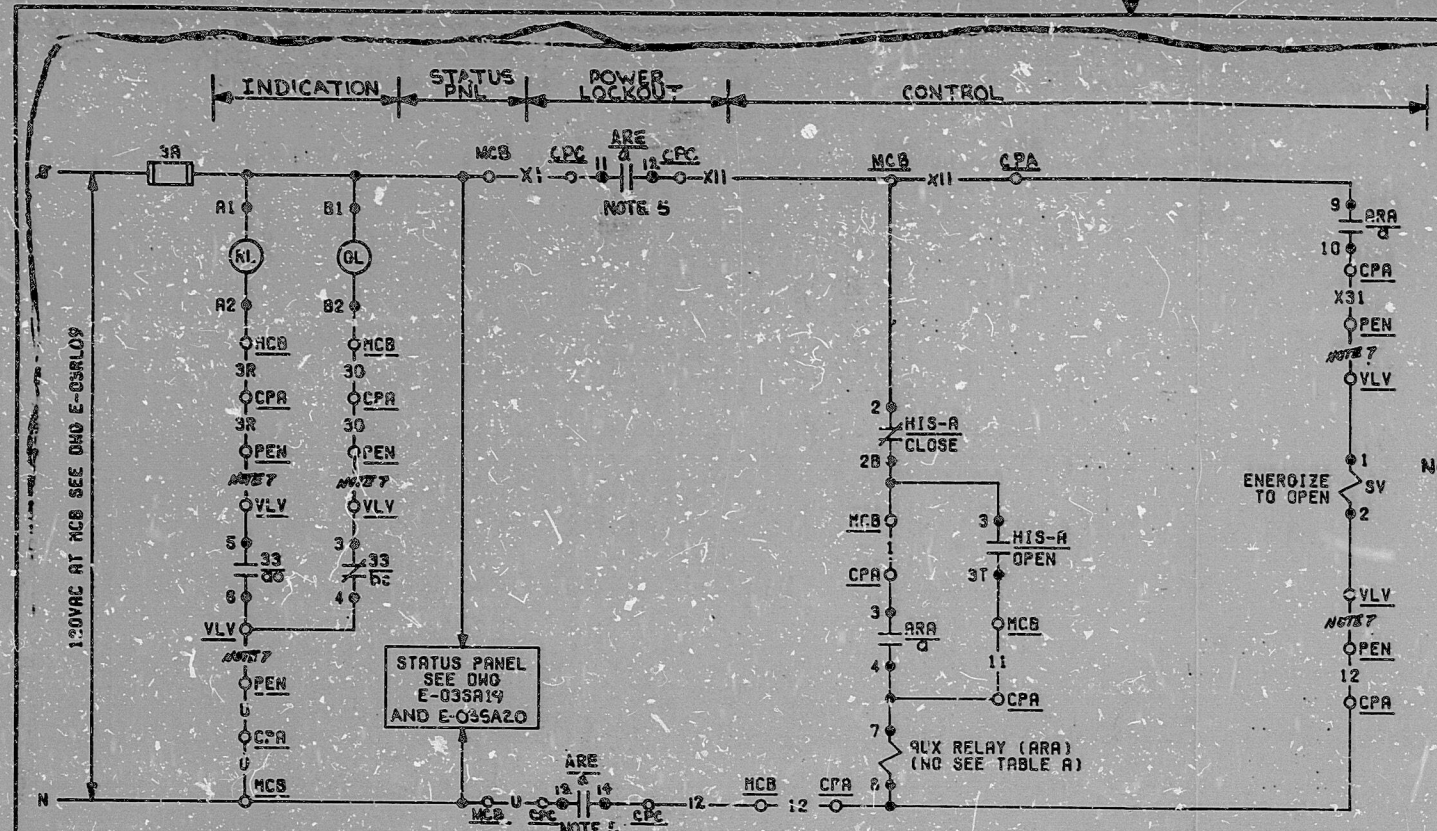 INDICATION
STATUS
PNL
POWER
LOCKOUT
CONTROL
3A
MCB
X1
CPC
11
ARE
a
12
CPC
X11
NOTE 5
MCB
X11
CPA
120VAC AT MCB SEE DWG E-03RL09
A1
RL
A2
MCB
3R
CPA
3R
PEN
NOTE 7
VLV
5
33
6
VLV
NOTE 7
PEN
U
CPA
U
MCB
B1
GL
B2
MCB
3G
CPA
3G
PEN
NOTE 7
VLV
3
33
4
STATUS PANEL
SEE DWG
E-03SA19
AND E-03SA20
2
HIS-A
CLOSE
2B
MCB
1
CPA
3
ARA
a
4
3
HIS-A
OPEN
3T
MCB
11
CPA
7
AUX RELAY (ARA)
(NO SEE TABLE A)
8
9
ARA
a
10
CPA
X31
PEN
NOTE 7
VLV
ENERGIZE
TO OPEN
1
SV
2
VLV
NOTE 7
PEN
12
CPA
N
N
MCB
U
CPC
13
ARE
a
14
CPC
12
MCB
12
CPA